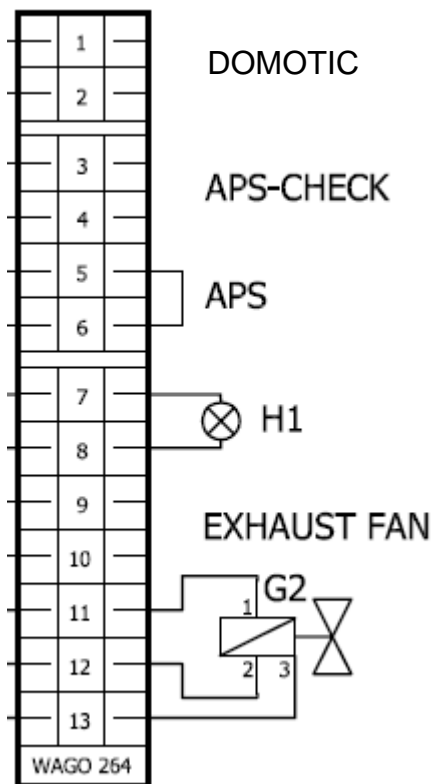 1
DOMOTIC
2
3
APS-CHECK
4
5
APS
6
7
H1
8
9
EXHAUST FAN
10
G2
11
1
12
2 3
13
WAGO 264